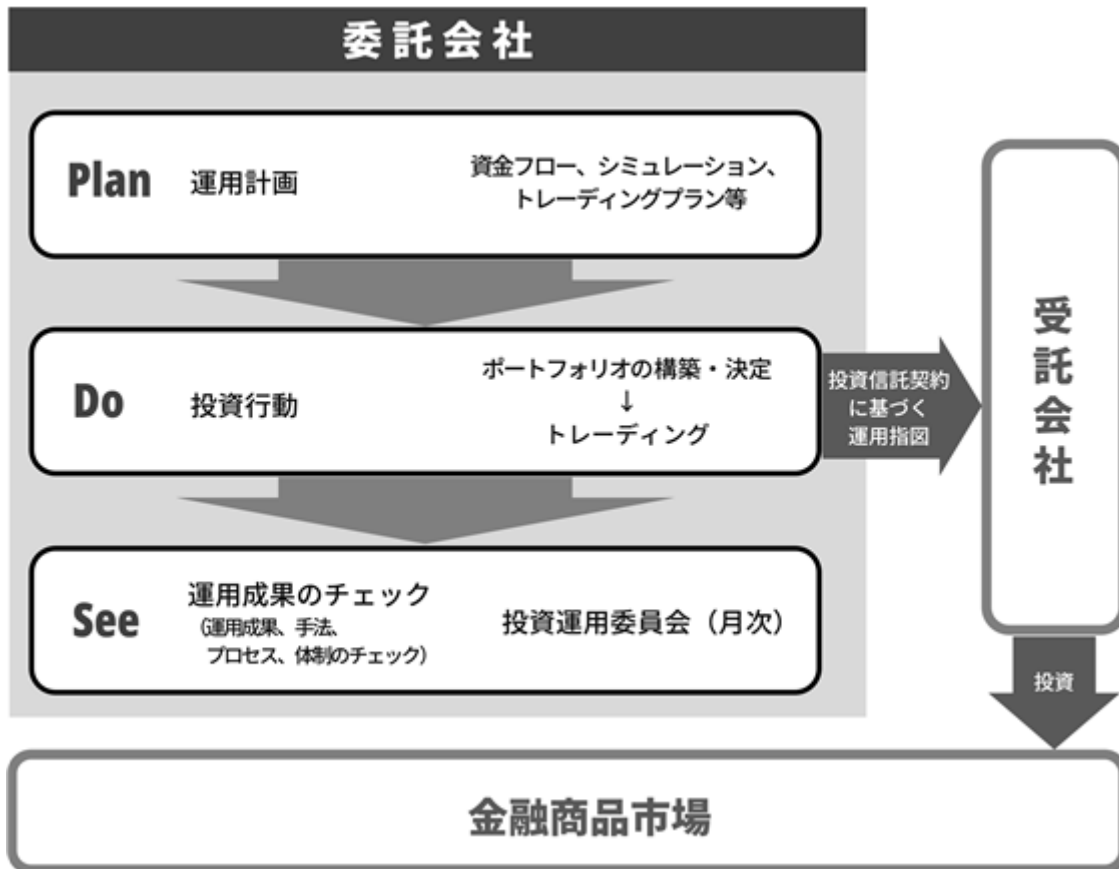 委託会社
Plan 運用計画
資金フロー、シミュレーション、
トレーディングプラン等
Do 投資行動
ポートフォリオの構築・決定
↓
トレーディング
投資信託契約
に基づく
運用指図
受託会社
See 運用成果のチェック
(運用成果、手法、
プロセス、体制のチェック)
投資運用委員会（月次）
投資
金融商品市場